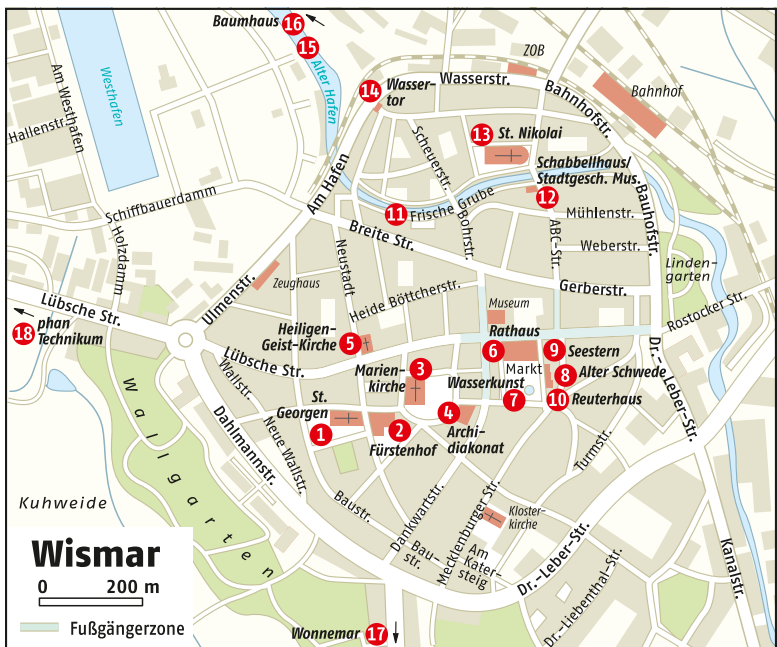 Baumhaus 16
15
Alter Hafen
Westhafen
Am Westhafen
Hallenstr.
ZOB
Wasserstr.
Bahnhof
14 Wasser-
tor
Bahnhofstr.
13 St. Nikolai
Scheuerstr.
Schabbellhaus/
Stadtgesch. Mus.
12
Am Hafen
11 Frische Grube
Bohrstr.
Mühlenstr.
ABC-Str.
Weberstr.
Bauhofstr.
Schiffbauerdamm
Holzdamm
Breite Str.
Neustadt
Linden-
garten
Gerberstr.
Zeughaus
Ulmenstr.
Heide Böttcherstr.
Museum
Rostocker Str.
Lübsche Str.
18 phan
Technikum
Heiligen-
Geist-Kirche
5
Rathaus
6
9 Seestern
Markt
8 Alter Schwede
Dr.-Leber-Str.
Lübsche Str.
Marien-
kirche
3
Wasserkunst
7
10 Reuterhaus
Wallstr.
St.
Georgen
1
2
Fürstenhof
4
Archi-
diakonat
Turmstr.
Wallgarten
Dahlmannstr.
Neue Wallstr.
Baustr.
Dankwartstr.
Mecklenburger Str.
Kloster-
kirche
Bau-
str.
Am
Kater-
steig
Dr.-Leber-Str.
Dr.-Liebenthal-Str.
Kanalstr.
Kuhweide
Wismar
0 200 m
Fußgängerzone
Wonnemar 17